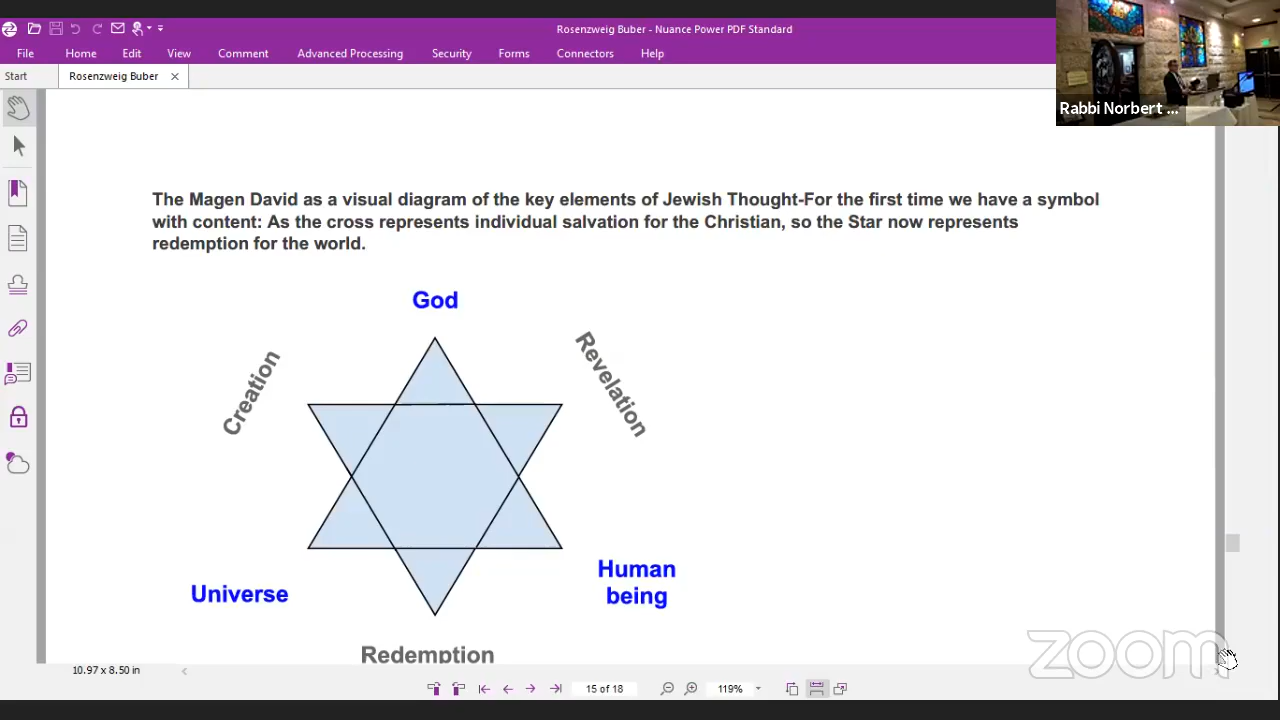 Rosenzweig Buber - Nuance Power PDF Standard
File Home Edit View Comment Advanced Processing Security Forms Connectors Help
Start Rosenzweig Buber
Rabbi Norbert ...
The Magen David as a visual diagram of the key elements of Jewish Thought-For the first time we have a symbol
with content: As the cross represents individual salvation for the Christian, so the Star now represents
redemption for the world.
God
Creation
Revelation
Universe
Human
being
Redemption
zoom
10.97 x 8.50 in
15 of 18
119%